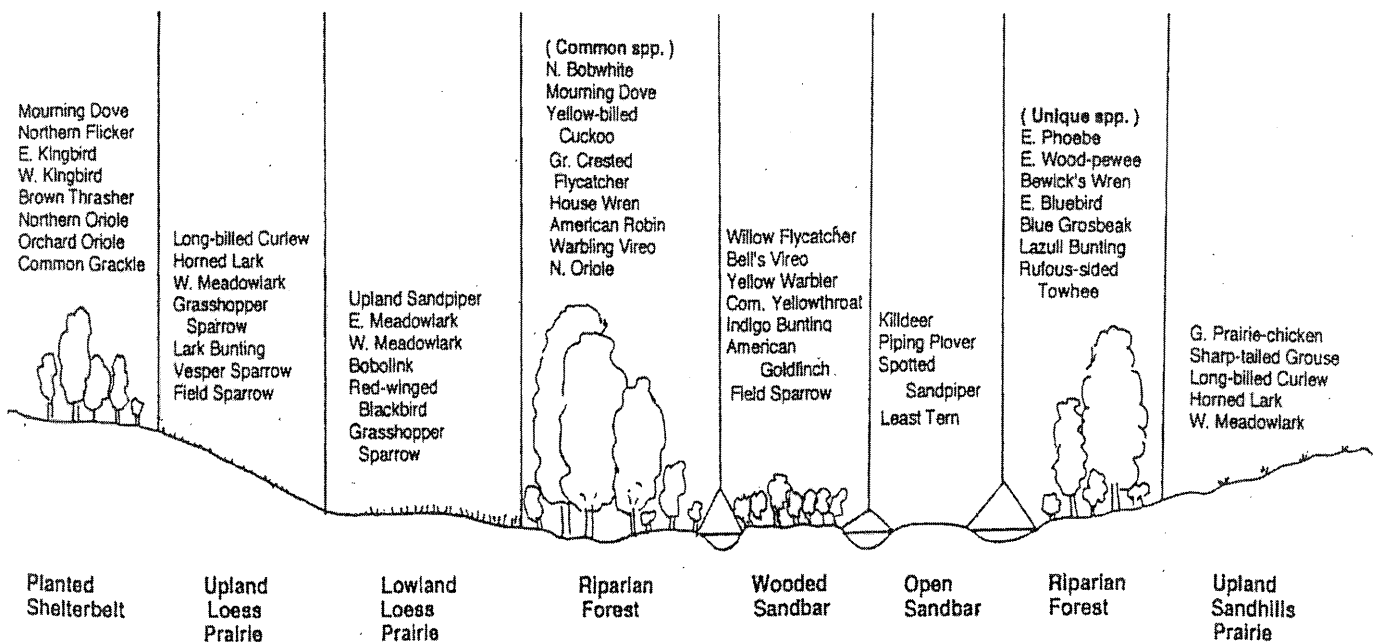 Mourning Dove
Northern Flicker
E. Kingbird
W. Kingbird
Brown Thrasher
Northern Oriole
Orchard Oriole
Common Grackle
Long-billed Curlew
Horned Lark
W. Meadowlark
Grasshopper
Sparrow
Lark Bunting
Vesper Sparrow
Field Sparrow
Upland Sandpiper
E. Meadowlark
W. Meadowlark
Bobolink
Red-winged
Blackbird
Grasshopper
Sparrow
( Common spp. )
N. Bobwhite
Mourning Dove
Yellow-billed
Cuckoo
Gr. Crested
Flycatcher
House Wren
American Robin
Warbling Vireo
N. Oriole
Willow Flycatcher
Bell's Vireo
Yellow Warbler
Com. Yellowthroat
Indigo Bunting
American
Goldfinch
Field Sparrow
Killdeer
Piping Plover
Spotted
Sandpiper
Least Tern
( Unique spp. )
E. Phoebe
E. Wood-pewee
Bewick's Wren
E. Bluebird
Blue Grosbeak
Lazuli Bunting
Rufous-sided
Towhee
G. Prairie-chicken
Sharp-tailed Grouse
Long-billed Curlew
Horned Lark
W. Meadowlark
Planted
Shelterbelt
Upland
Loess
Prairie
Lowland
Loess
Prairie
Riparian
Forest
Wooded
Sandbar
Open
Sandbar
Riparian
Forest
Upland
Sandhills
Prairie